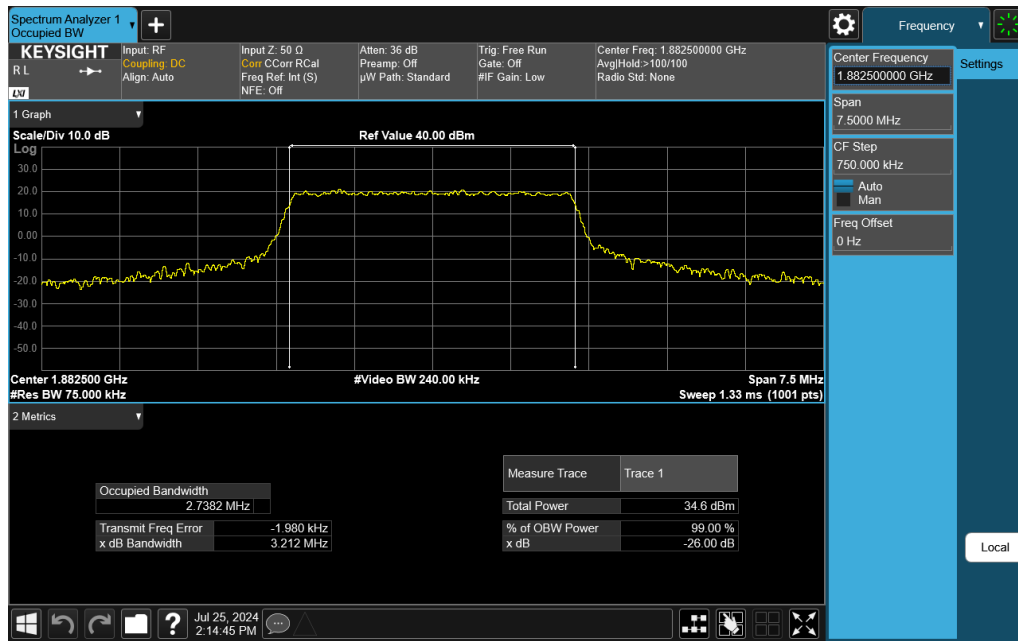 Spectrum Analyzer 1
Occupied BW
+
Frequency
KEYSIGHT
R L
LXI
Input: RF
Coupling: DC
Align: Auto
Input Z: 50 Ω
Corr CCorr RCal
Freq Ref: Int (S)
NFE: Off
Atten: 36 dB
Preamp: Off
µW Path: Standard
Trig: Free Run
Gate: Off
#IF Gain: Low
Center Freq: 1.882500000 GHz
Avg|Hold:>100/100
Radio Std: None
Center Frequency
1.882500000 GHz
Settings
Span
7.5000 MHz
CF Step
750.000 kHz
Auto
Man
Freq Offset
0 Hz
Local
1 Graph
Scale/Div 10.0 dB
Ref Value 40.00 dBm
Log
30.0
20.0
10.0
0.00
-10.0
-20.0
-30.0
-40.0
-50.0
Center 1.882500 GHz
#Video BW 240.00 kHz
Span 7.5 MHz
#Res BW 75.000 kHz
Sweep 1.33 ms (1001 pts)
2 Metrics
Measure Trace Trace 1
Occupied Bandwidth
2.7382 MHz
Total Power 34.6 dBm
Transmit Freq Error -1.980 kHz
% of OBW Power 99.00 %
x dB Bandwidth 3.212 MHz
x dB -26.00 dB
?
Jul 25, 2024
2:14:45 PM